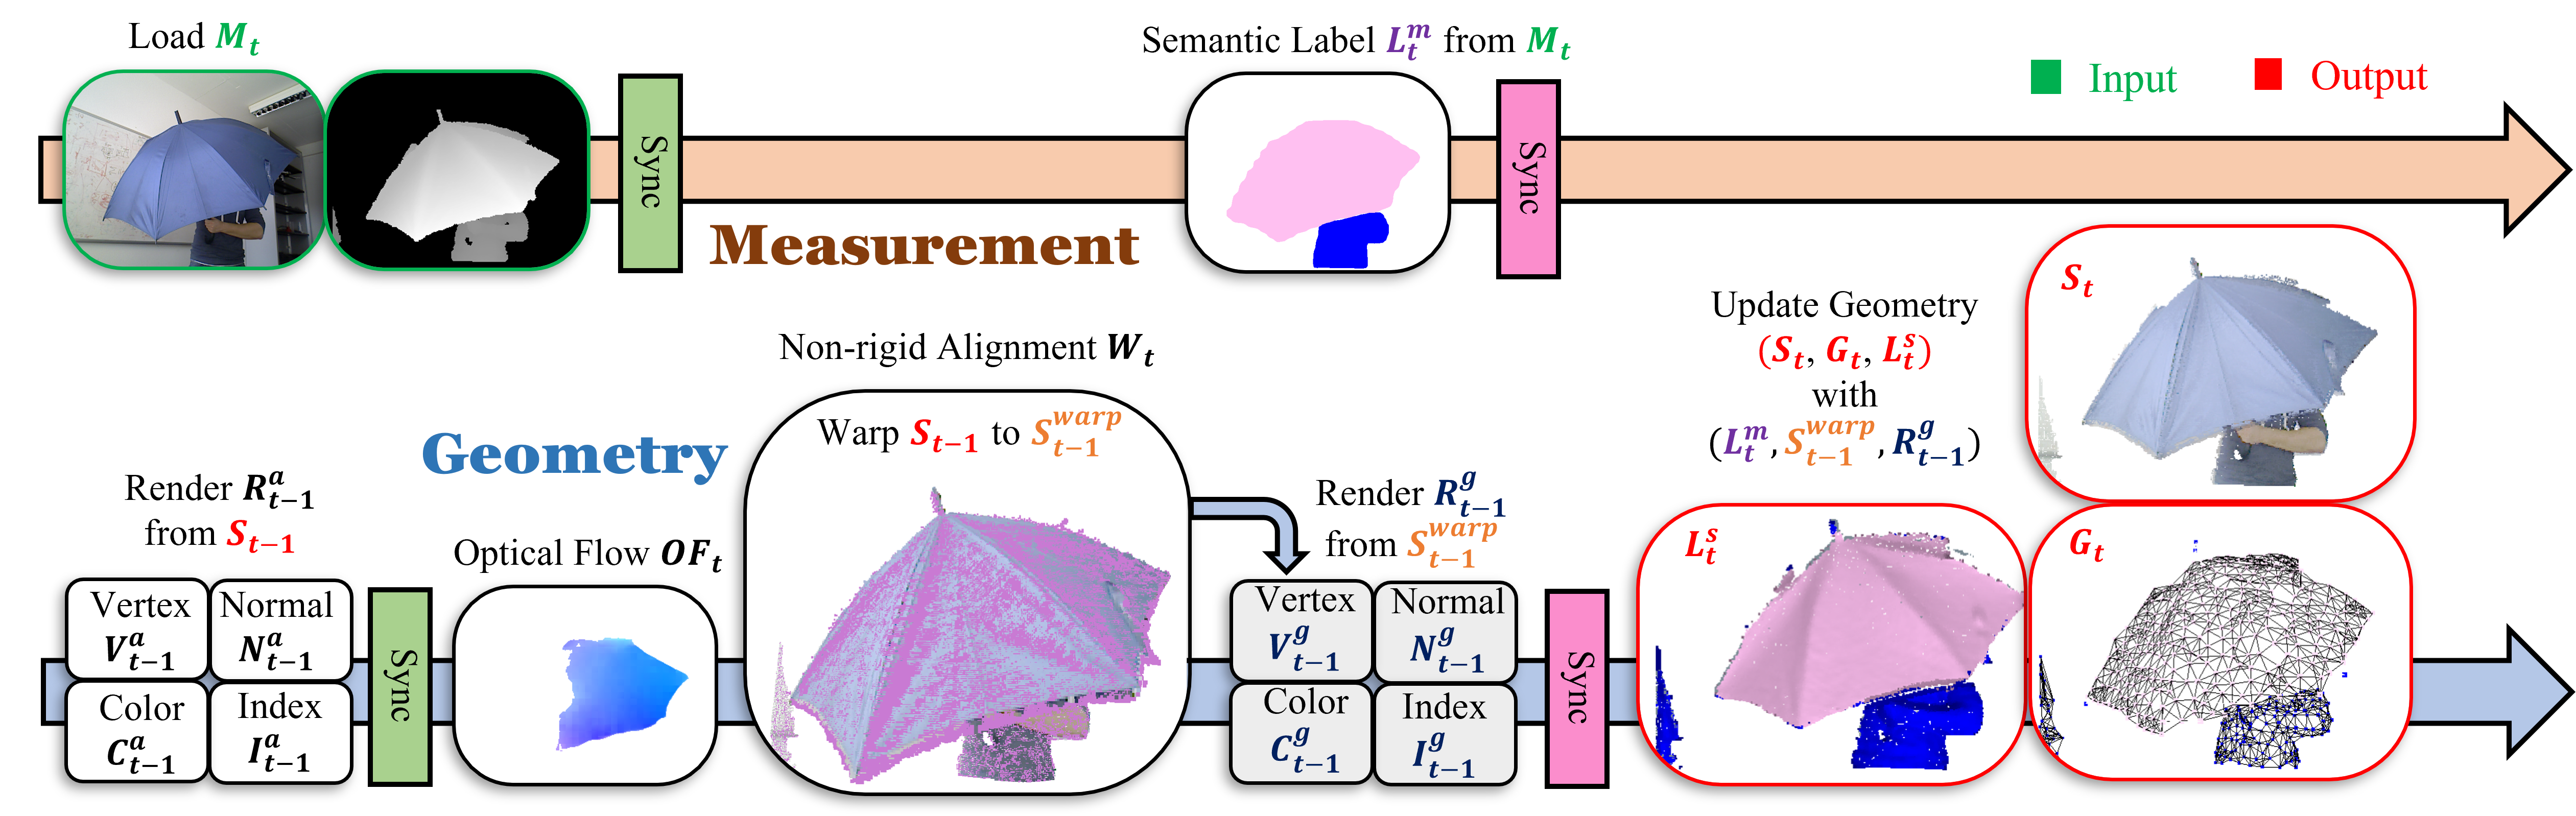 Load M_t
Semantic Label L_t^m from M_t
Input
Output
Sync
Sync
Measurement
S_t
Update Geometry
(S_t, G_t, L_t^s)
with
(L_t^m, S_{t-1}^{warp}, R_{t-1}^g)
Non-rigid Alignment W_t
Warp S_{t-1} to S_{t-1}^{warp}
Geometry
Render R_{t-1}^a
from S_{t-1}
Optical Flow OF_t
Render R_{t-1}^g
from S_{t-1}^{warp}
Vertex
V_{t-1}^a
Normal
N_{t-1}^a
Color
C_{t-1}^a
Index
I_{t-1}^a
Sync
Vertex
V_{t-1}^g
Normal
N_{t-1}^g
Color
C_{t-1}^g
Index
I_{t-1}^g
Sync
L_t^s
G_t